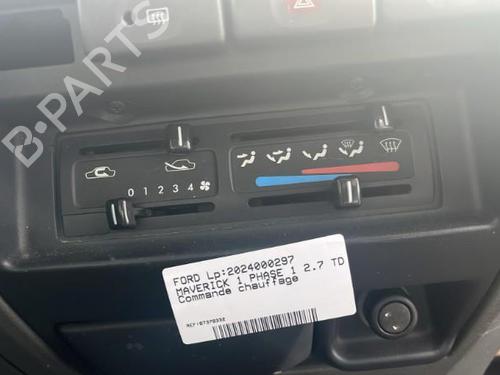 B-PARTS
0 1 2 3 4
FORD Lp:2024000297
MAVERICK 1 PHASE 1 2.7 TD
Commande chauffage